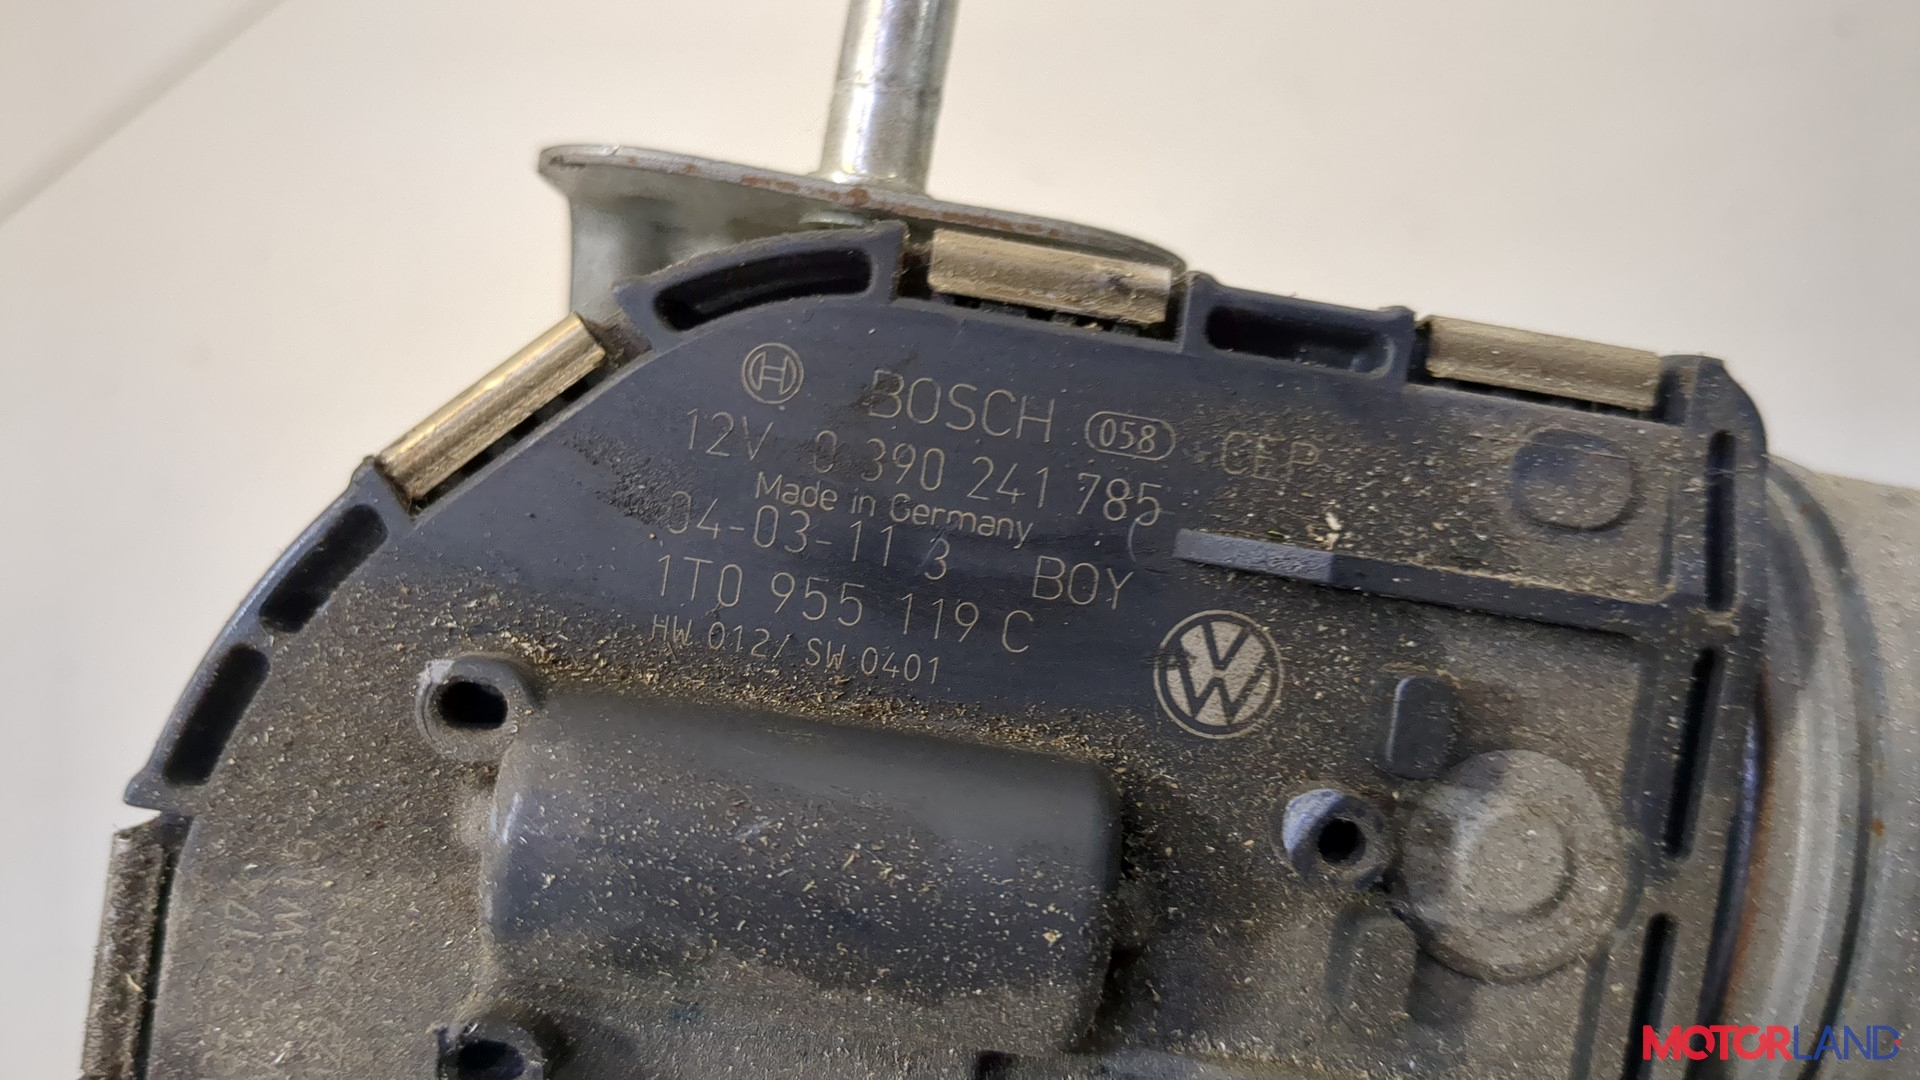 BOSCH 058 CEP
12V 0 390 241 785
Made in Germany
04-03-11 3 BOY
1T0 955 119 C
HW 012/ SW 0401
MOTORLAND